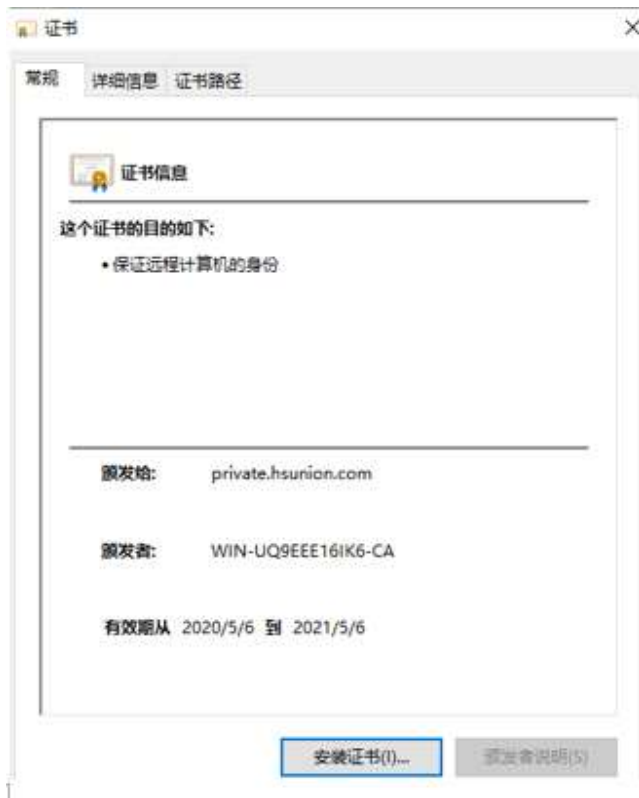 证书
常规 详细信息 证书路径
证书信息
这个证书的目的如下:
• 保证远程计算机的身份
颁发给: private.hsunion.com
颁发者: WIN-UQ9EEE16IK6-CA
有效期从 2020/5/6 到 2021/5/6
安装证书(I)... 颁发者说明(S)